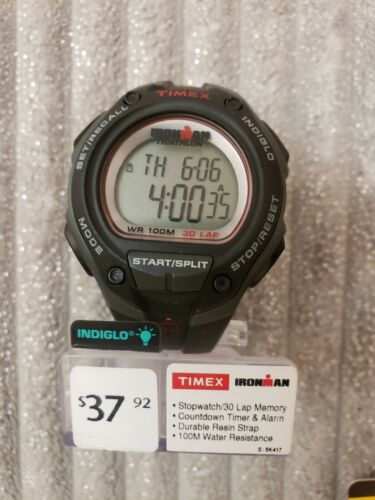 TIMEX
SET/RECALL
INDIGLO
IRONMAN
TRIATHLON
TH 6-06
4:00 35
WR 100M 30 LAP
MODE
STOP/RESET
START/SPLIT
INDIGLO®
$37 92
TIMEX IRONMAN
• Stopwatch/30 Lap Memory
• Countdown Timer & Alarm
• Durable Resin Strap
• 100M Water Resistance
S: 5K417